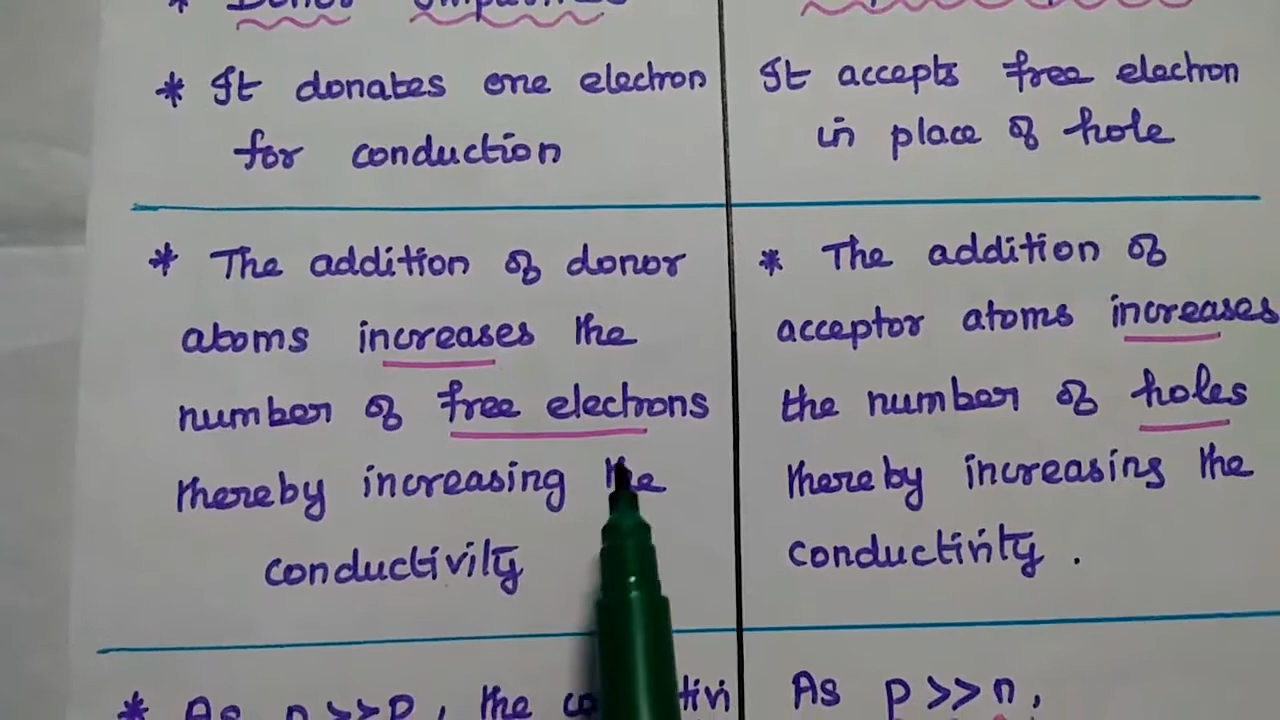 * It donates one electron
for conduction
It accepts free electron
in place of hole
* The addition of donor
atoms increases the
number of free electrons
thereby increasing the
conductivity
* The addition of
acceptor atoms increases
the number of holes
thereby increasing the
conductivity .
* As n >> p , the
As p >> n ,